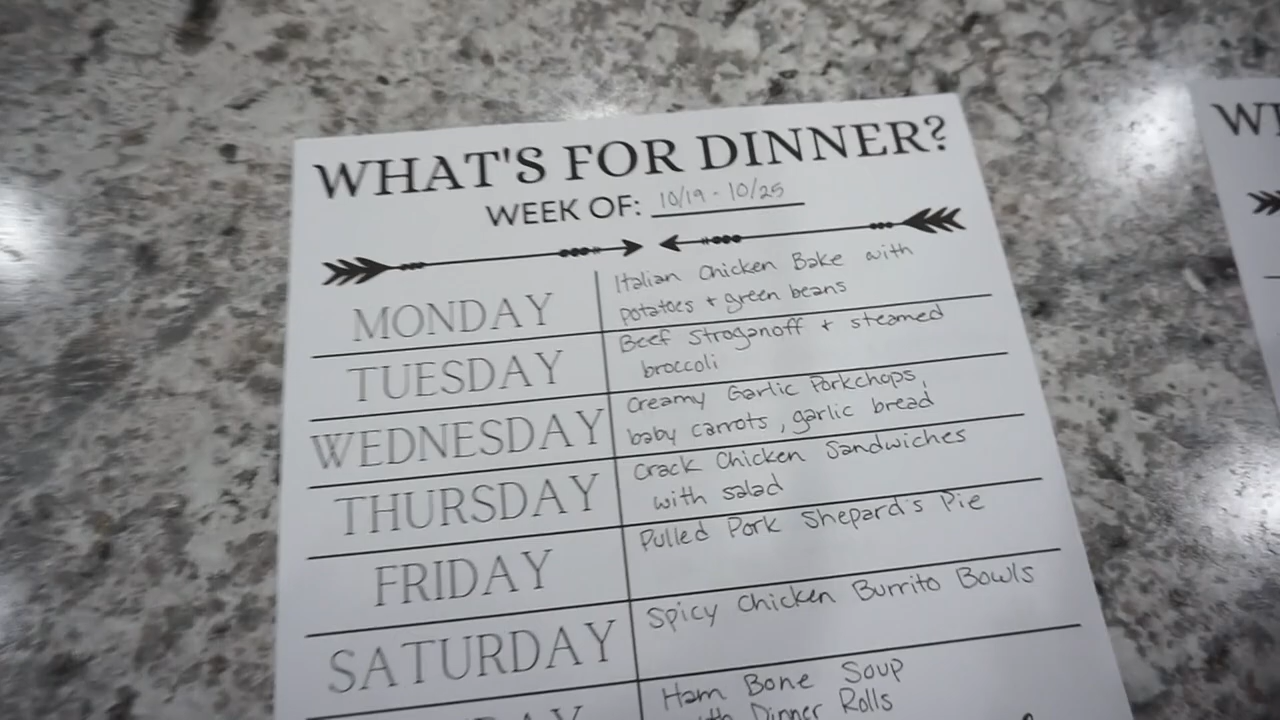 WHAT'S FOR DINNER?
WEEK OF: 10/19 - 10/25
MONDAY
Italian Chicken Bake with
potatoes + green beans
TUESDAY
Beef Stroganoff + steamed
broccoli
WEDNESDAY
Creamy Garlic Porkchops,
baby carrots, garlic bread
THURSDAY
Crack Chicken Sandwiches
with salad
FRIDAY
Pulled Pork Shepard's Pie
SATURDAY
Spicy Chicken Burrito Bowls
Ham Bone Soup
Dinner Rolls